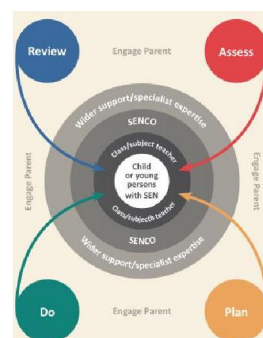 Review
Engage Parent
Assess
Wider support/specialist expertise
SENCO
Class/subject teacher
Engage Parent
Child
or young
persons
with SEN
Engage Parent
Class/subjectb teacher
SENCO
Wider support/specialist expertise
Do
Engage Parent
Plan